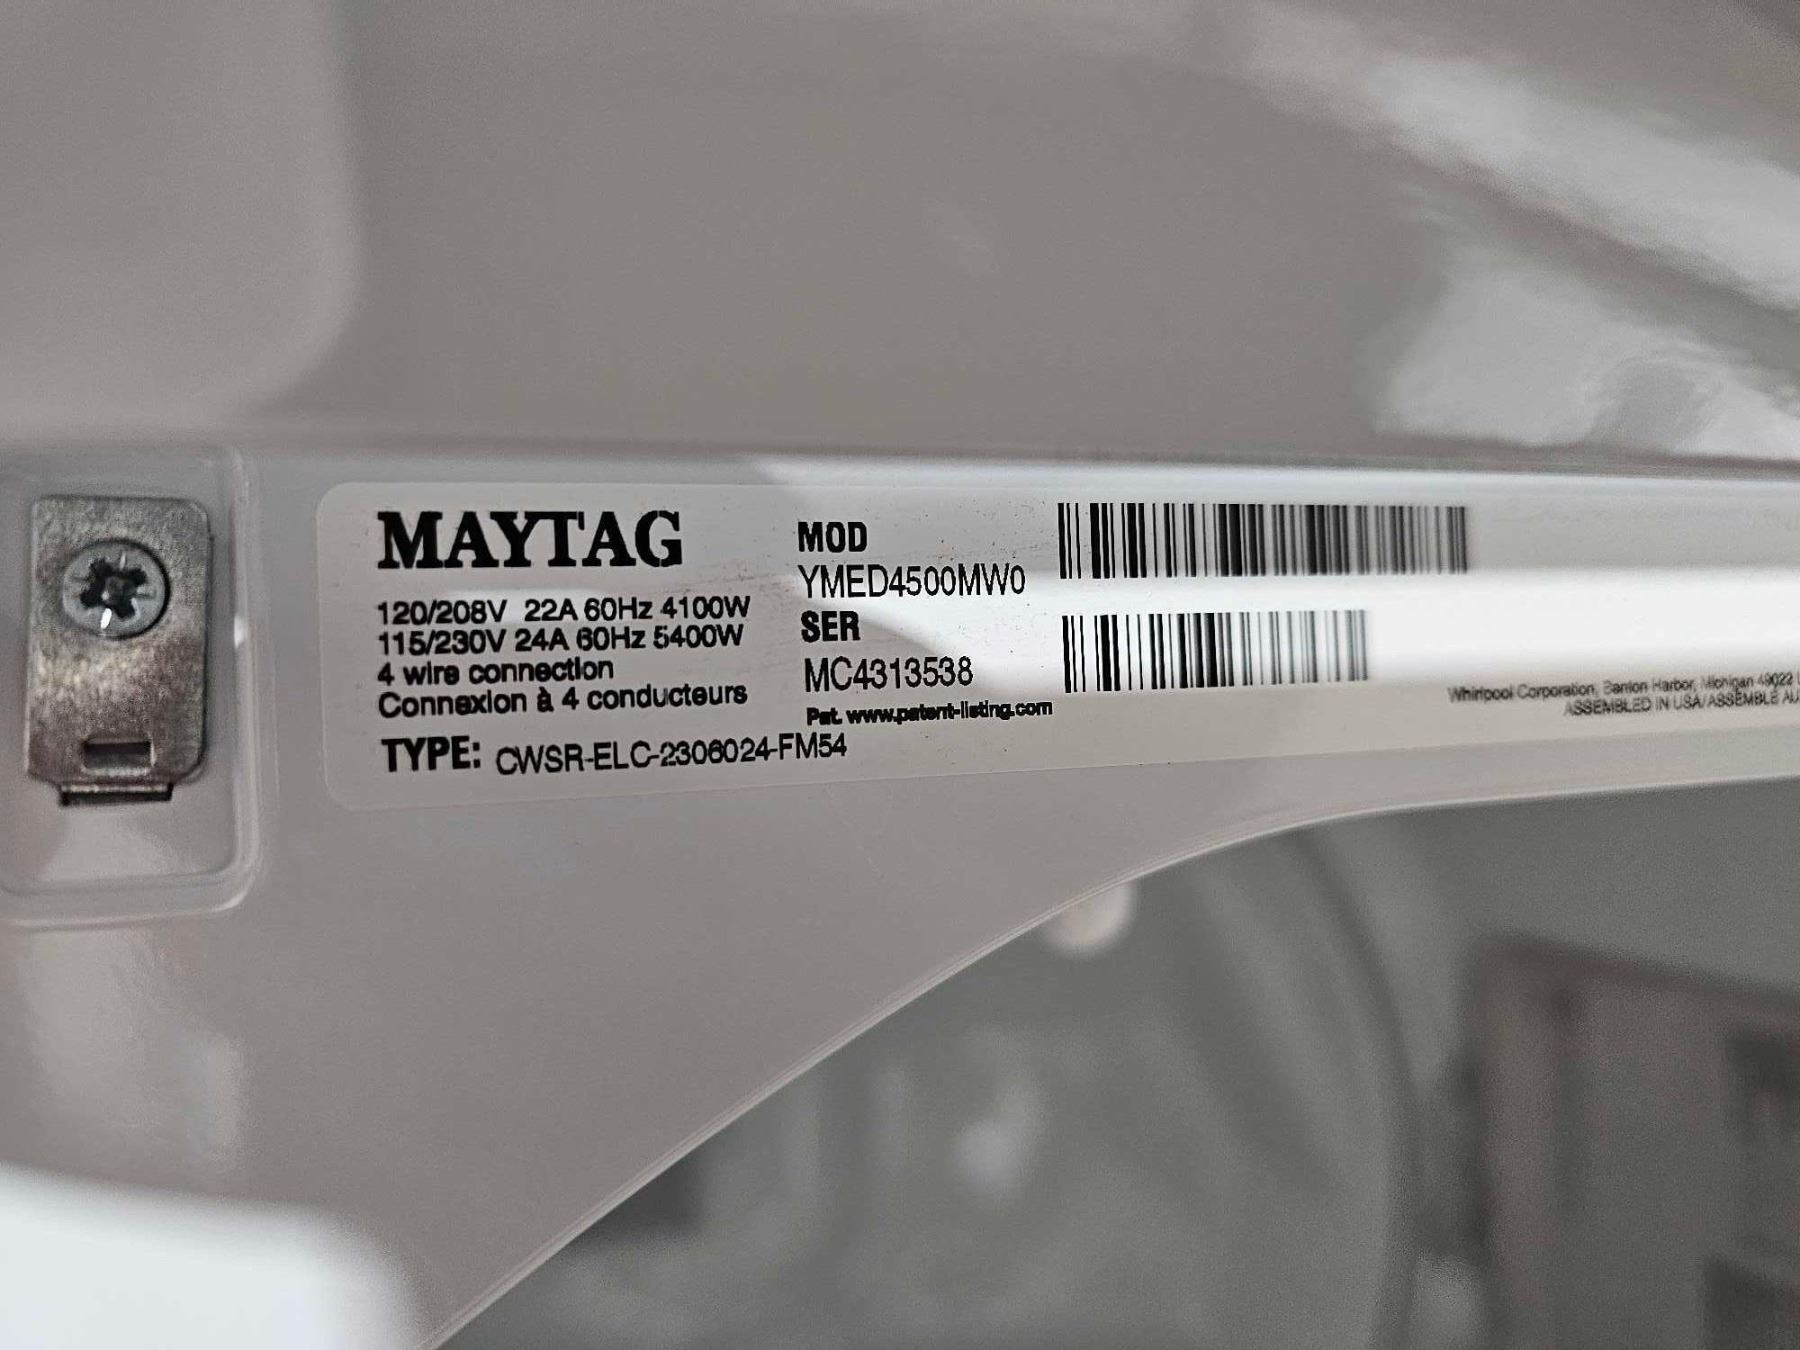 MAYTAG
120/208V 22A 60Hz 4100W
115/230V 24A 60Hz 5400W
4 wire connection
Connexion à 4 conducteurs
TYPE: CWSR-ELC-2306024-FM54
MOD
YMED4500MW0
SER
MC4313538
Pat. www.patent-listing.com
Whirlpool Corporation, Benton Harbor, Michigan 49022
ASSEMBLED IN USA/ASSEMBLÉ AU